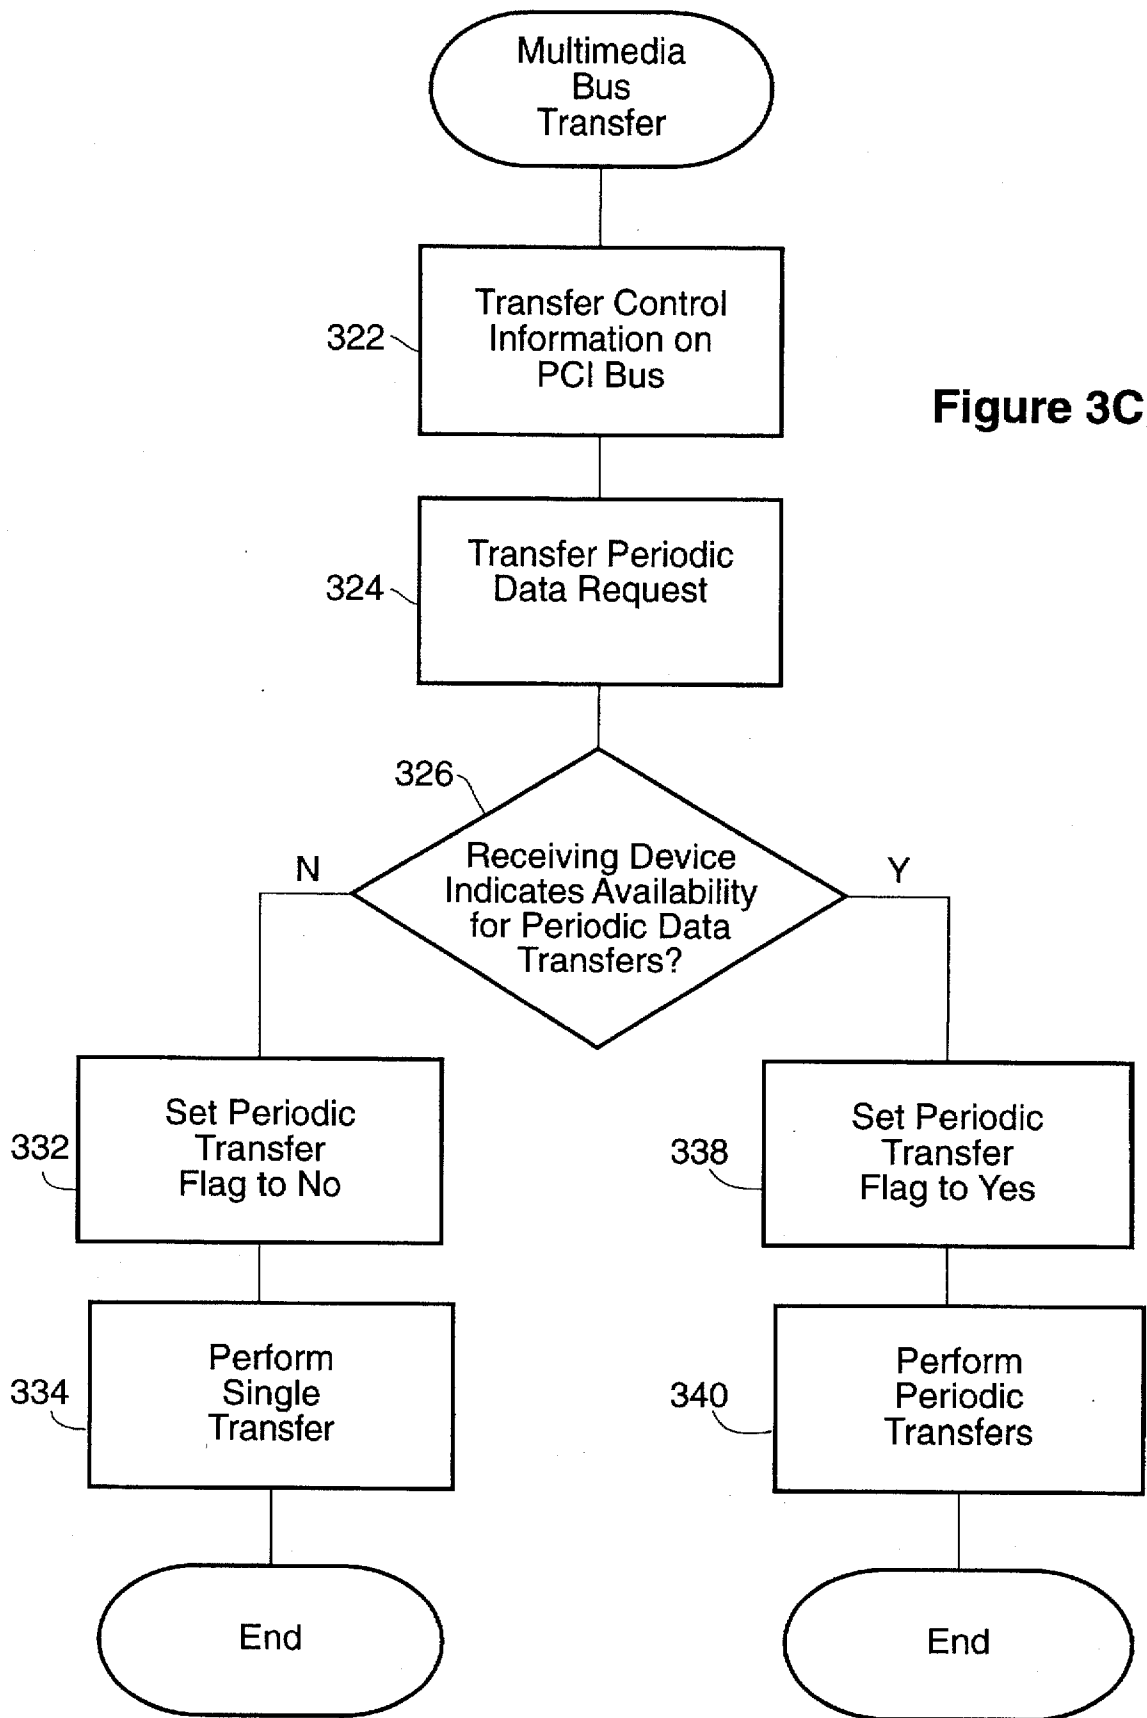 Multimedia
Bus
Transfer
322
Transfer Control
Information on
PCI Bus
Figure 3C
324
Transfer Periodic
Data Request
326
N
Receiving Device
Indicates Availability
for Periodic Data
Transfers?
Y
332
Set Periodic
Transfer
Flag to No
338
Set Periodic
Transfer
Flag to Yes
334
Perform
Single
Transfer
340
Perform
Periodic
Transfers
End
End